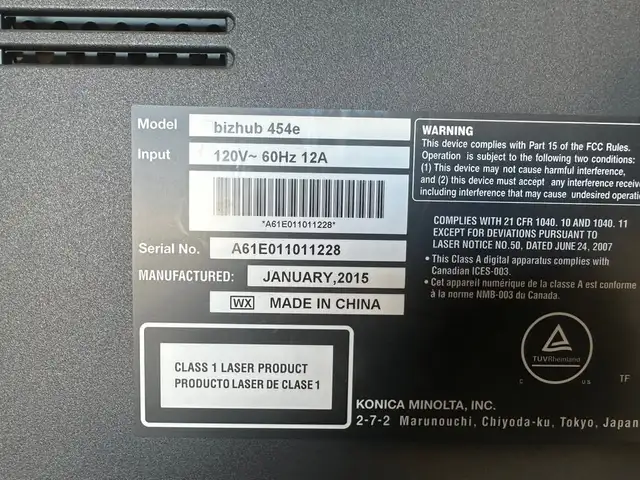 Model bizhub 454e
Input 120V~ 60Hz 12A
*A61E011011228*
Serial No. A61E011011228
MANUFACTURED: JANUARY,2015
WX MADE IN CHINA
CLASS 1 LASER PRODUCT
PRODUCTO LASER DE CLASE 1
WARNING
This device complies with Part 15 of the FCC Rules.
Operation is subject to the following two conditions:
(1) This device may not cause harmful interference,
and (2) this device must accept any interference
including interference that may cause undesired
COMPLIES WITH 21 CFR 1040. 10 AND 1040. 11
EXCEPT FOR DEVIATIONS PURSUANT TO
LASER NOTICE NO.50, DATED JUNE 24, 2007
• This Class A digital apparatus complies with
Canadian ICES-003.
• Cet appareil numérique de la classe A est conforme
à la norme NMB-003 du Canada.
TÜVRheinland
C US
TF
KONICA MINOLTA, INC.
2-7-2 Marunouchi, Chiyoda-ku, Tokyo, Japan